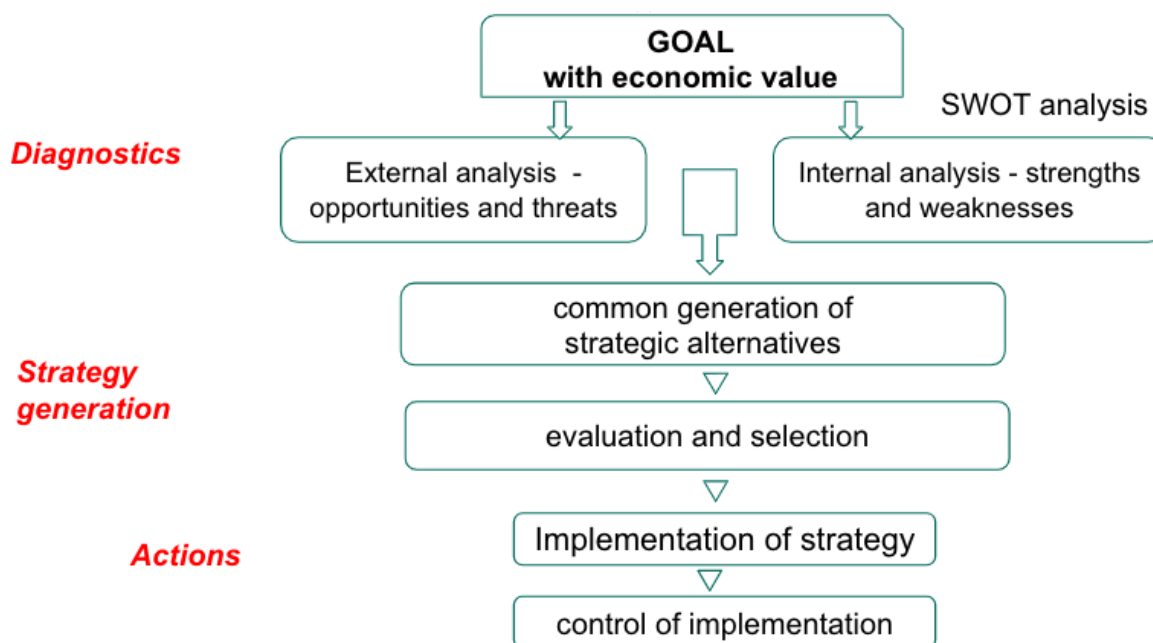 GOAL
with economic value
SWOT analysis
Diagnostics
External analysis -
opportunities and threats
Internal analysis - strengths
and weaknesses
common generation of
strategic alternatives
Strategy
generation
evaluation and selection
Implementation of strategy
Actions
control of implementation